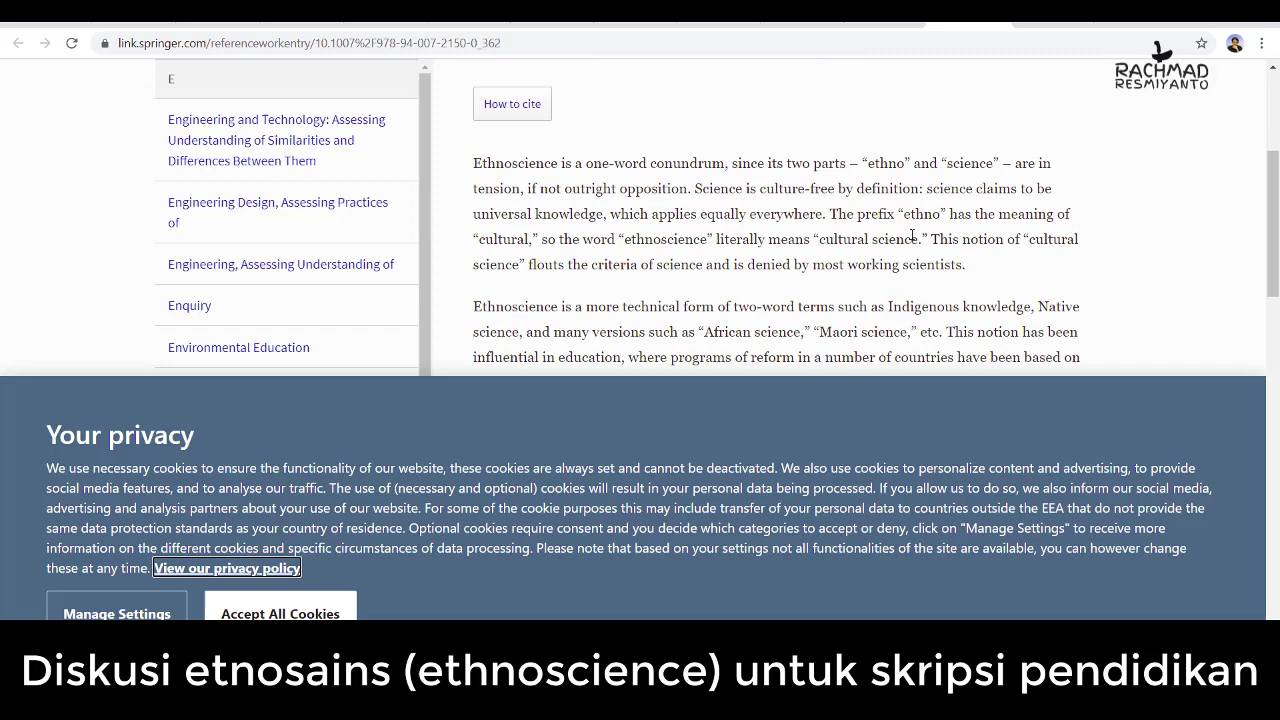 link.springer.com/referenceworkentry/10.1007%2F978-94-007-2150-0_362
RACHMAD
RESMIYANTO
E
Engineering and Technology: Assessing
Understanding of Similarities and
Differences Between Them
Engineering Design, Assessing Practices
of
Engineering, Assessing Understanding of
Enquiry
Environmental Education
How to cite
Ethnoscience is a one-word conundrum, since its two parts – “ethno” and “science” – are in
tension, if not outright opposition. Science is culture-free by definition: science claims to be
universal knowledge, which applies equally everywhere. The prefix “ethno” has the meaning of
“cultural,” so the word “ethnoscience” literally means “cultural science.” This notion of “cultural
science” flouts the criteria of science and is denied by most working scientists.
Ethnoscience is a more technical form of two-word terms such as Indigenous knowledge, Native
science, and many versions such as “African science,” “Maori science,” etc. This notion has been
influential in education, where programs of reform in a number of countries have been based on
Your privacy
We use necessary cookies to ensure the functionality of our website, these cookies are always set and cannot be deactivated. We also use cookies to personalize content and advertising, to provide
social media features, and to analyse our traffic. The use of (necessary and optional) cookies will result in your personal data being processed. If you allow us to do so, we also inform our social media,
advertising and analysis partners about your use of our website. For some of the cookie purposes this may include transfer of your personal data to countries outside the EEA that do not provide the
same data protection standards as your country of residence. Optional cookies require consent and you decide which categories to accept or deny, click on "Manage Settings" to receive more
information on the different cookies and specific circumstances of data processing. Please note that based on your settings not all functionalities of the site are available, you can however change
these at any time. View our privacy policy
Manage Settings
Accept All Cookies
Diskusi etnosains (ethnoscience) untuk skripsi pendidikan